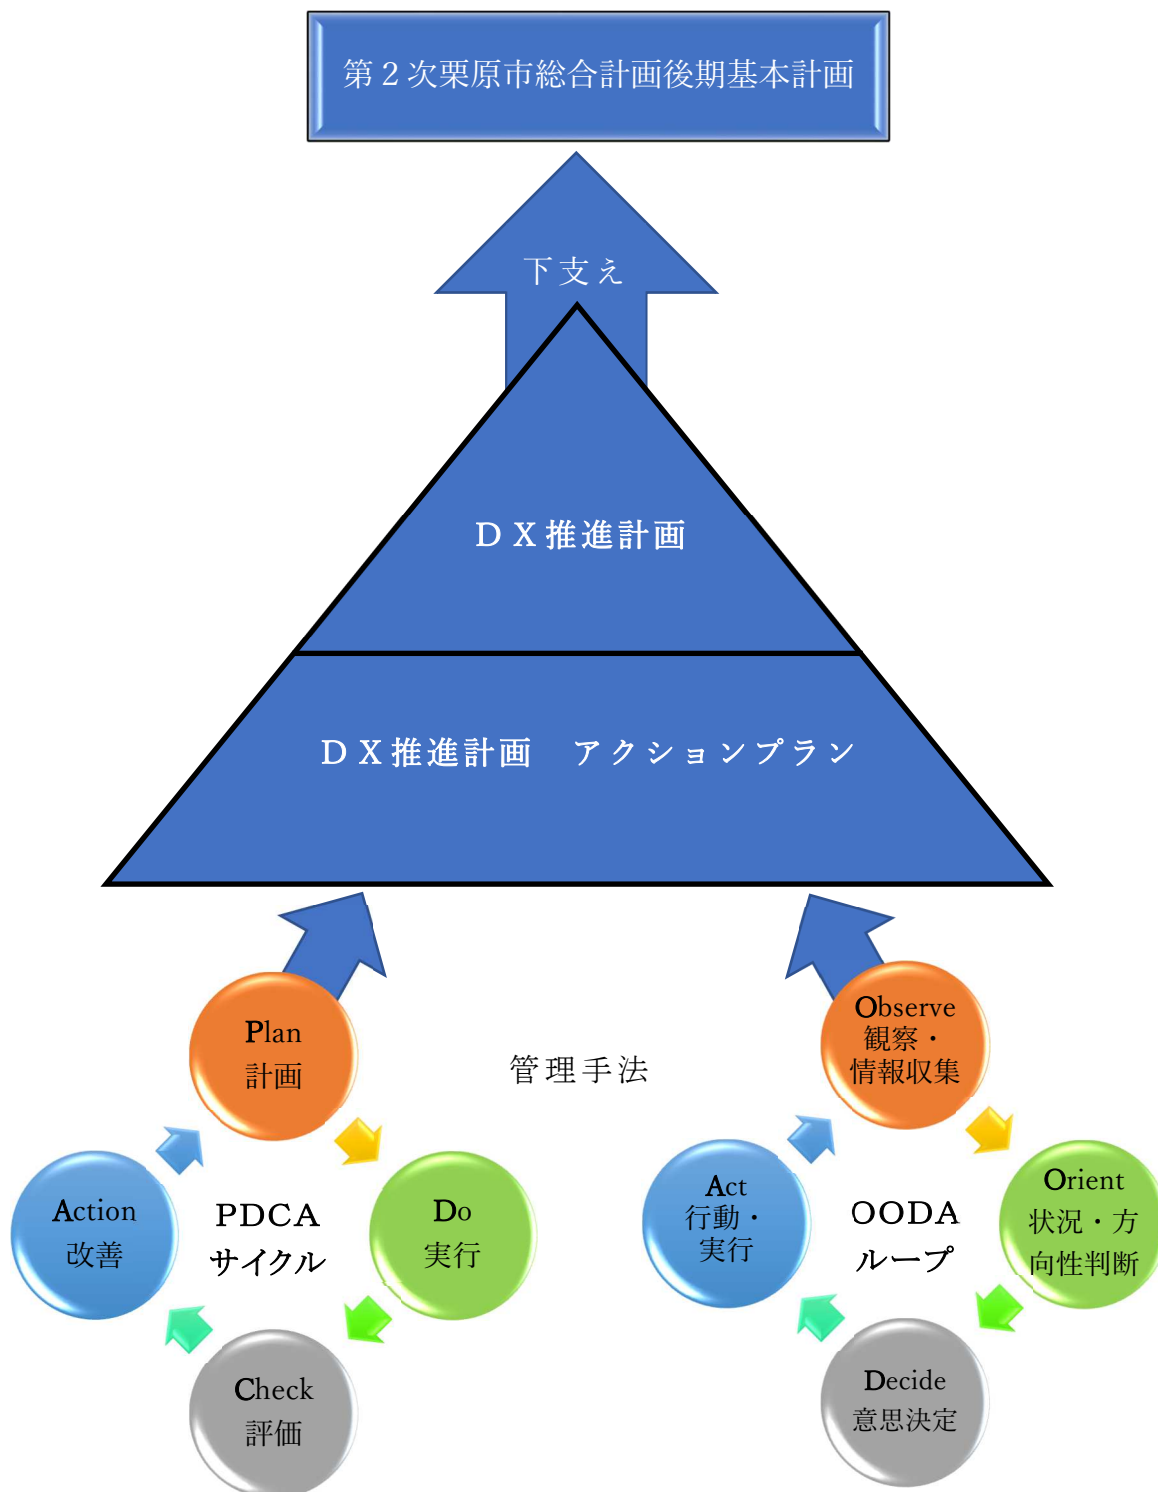 第２次栗原市総合計画後期基本計画
下支え
ＤＸ推進計画
ＤＸ推進計画　アクションプラン
管理手法
Plan
計画
Do
実行
Check
評価
Action
改善
PDCA
サイクル
Observe
観察・
情報収集
Orient
状況・方
向性判断
Decide
意思決定
Act
行動・
実行
OODA
ループ